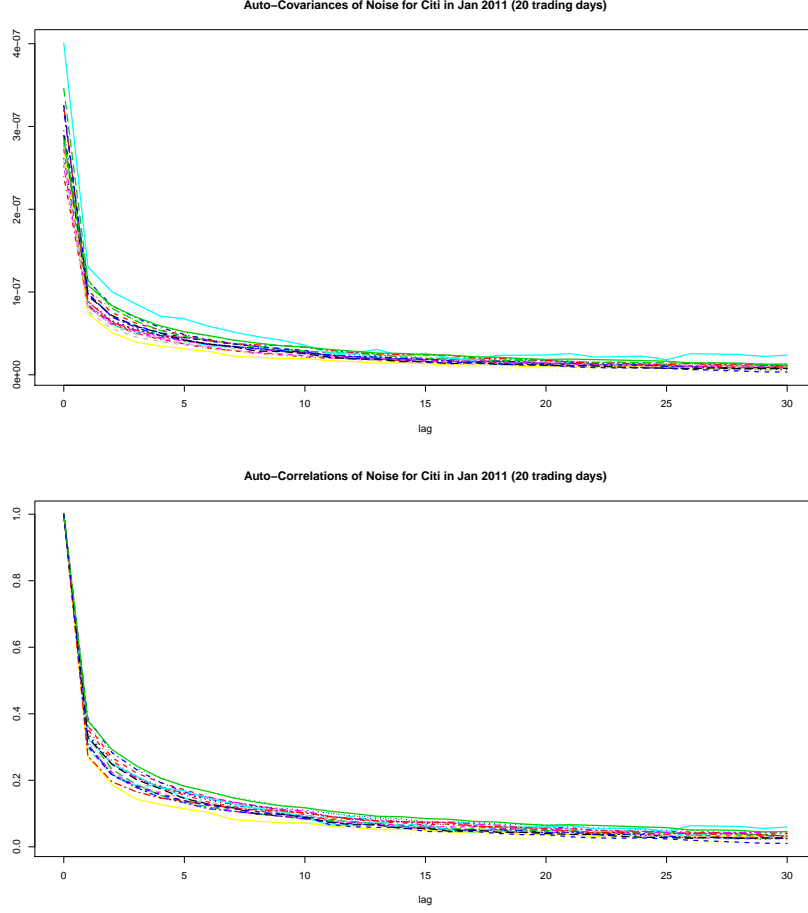 Auto−Covariances of Noise for Citi in Jan 2011 (20 trading days)
4e−07
3e−07
2e−07
1e−07
0e+00
0 5 10 15 20 25 30
lag
Auto−Correlations of Noise for Citi in Jan 2011 (20 trading days)
1.0
0.8
0.6
0.4
0.2
0.0
0 5 10 15 20 25 30
lag